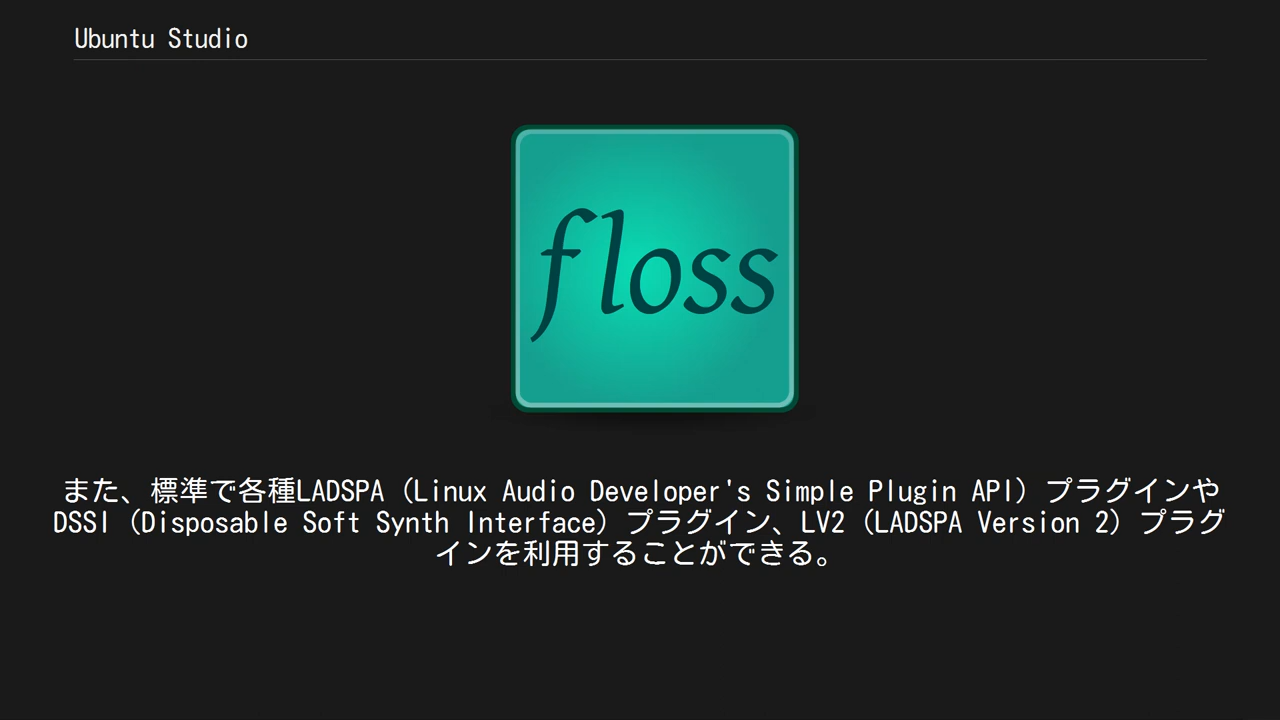 Ubuntu Studio
floss
また、標準で各種LADSPA（Linux Audio Developer's Simple Plugin API）プラグインや
DSSI（Disposable Soft Synth Interface）プラグイン、LV2（LADSPA Version 2）プラグ
インを利用することができる。